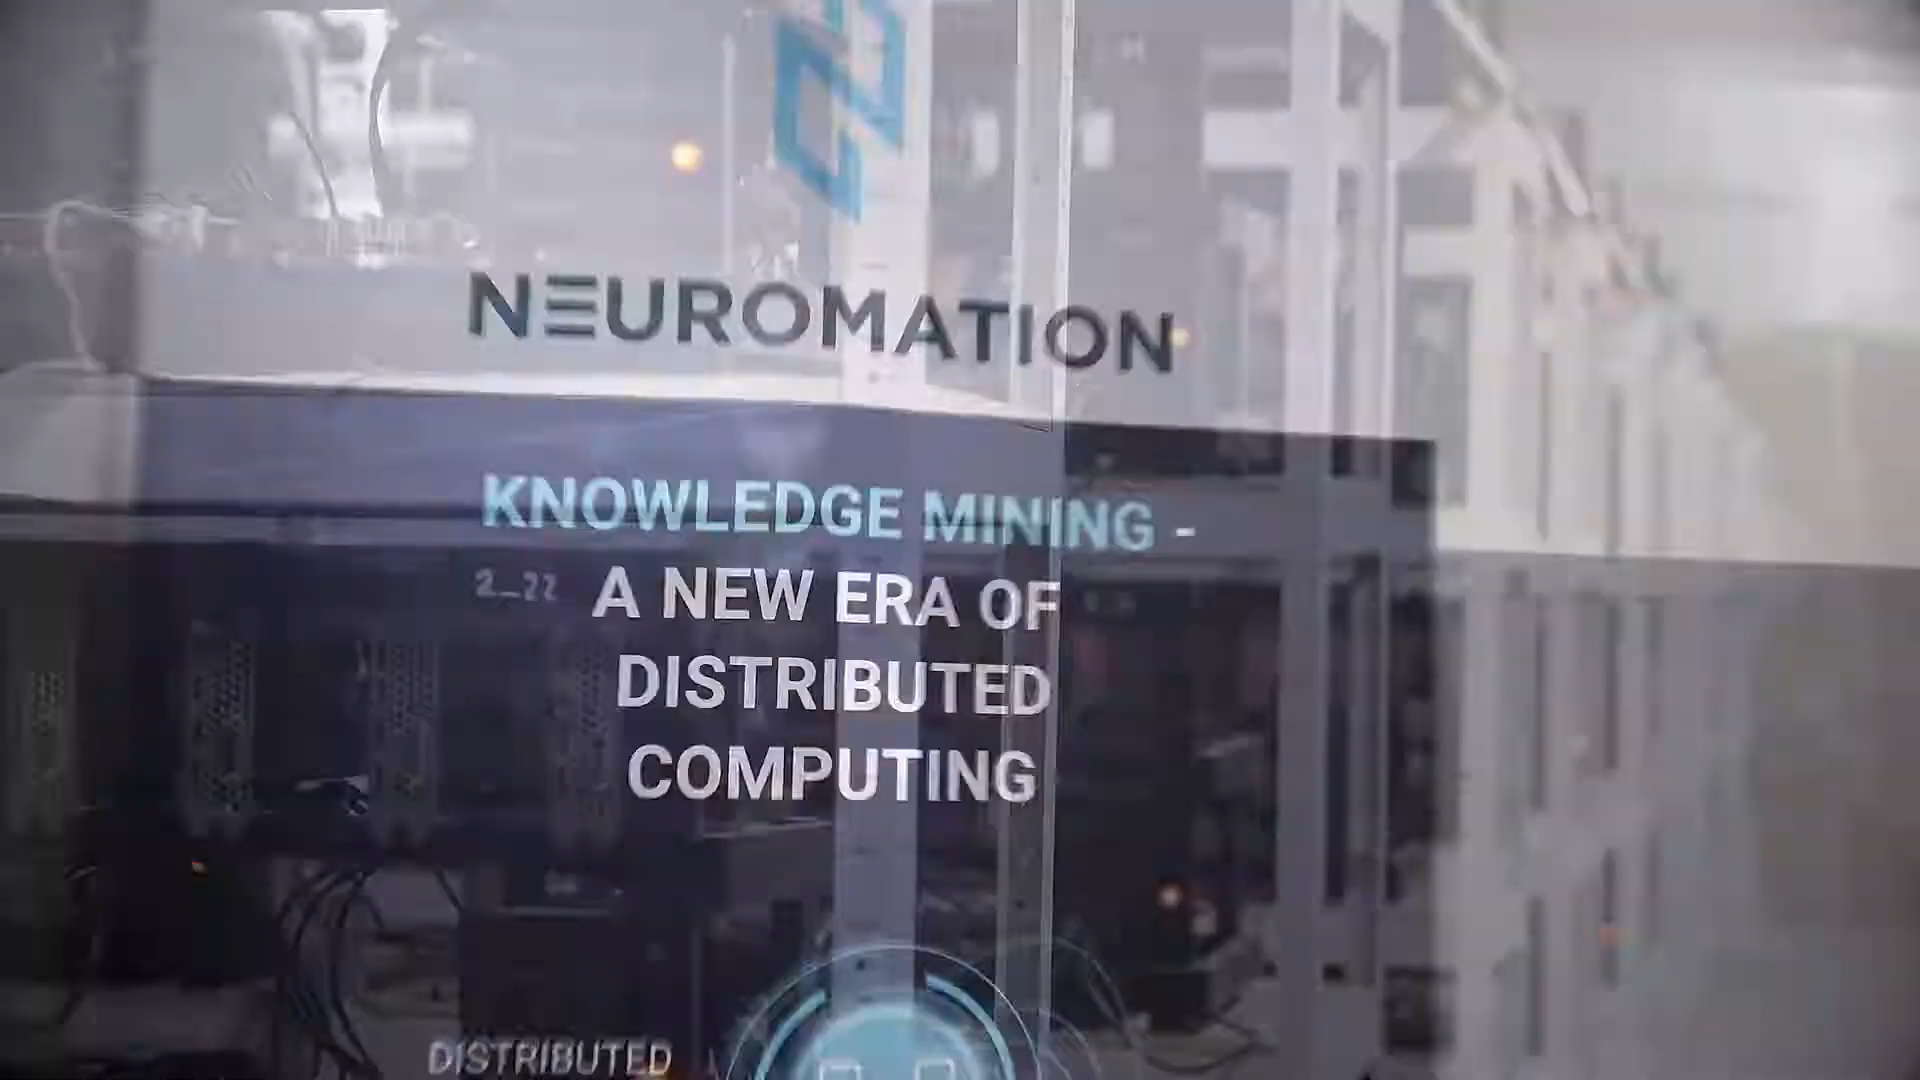 NEUROMATION
KNOWLEDGE MINING -
2_22
A NEW ERA OF
DISTRIBUTED
COMPUTING
DISTRIBUTED